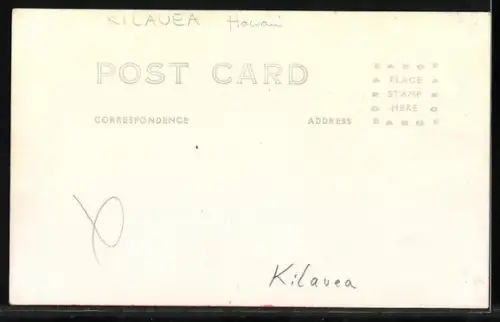 KILAUEA Hawaii
POST CARD
PLACE
STAMP
HERE
CORRESPONDENCE
ADDRESS
Kilauea